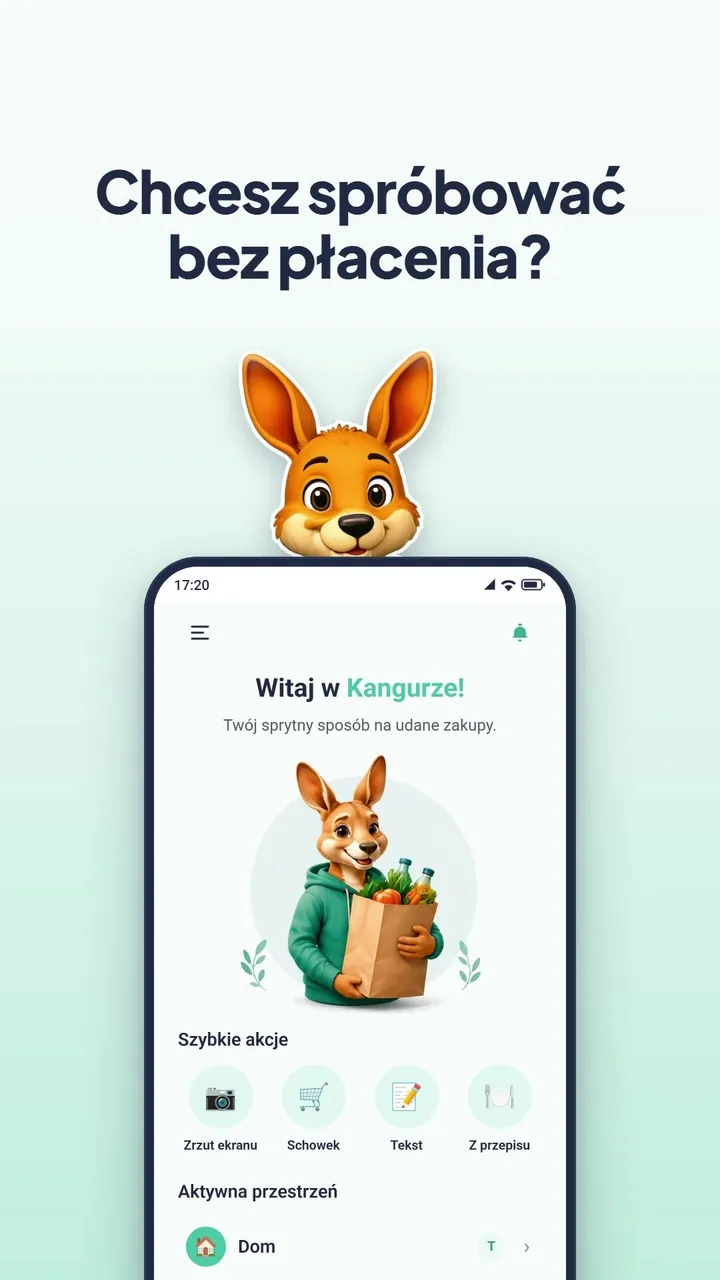 Chcesz spróbować
bez płacenia?
17:20
Witaj w Kangurze!
Twój sprytny sposób na udane zakupy.
Szybkie akcje
Zrzut ekranu Schowek Tekst Z przepisu
Aktywna przestrzeń
Dom T